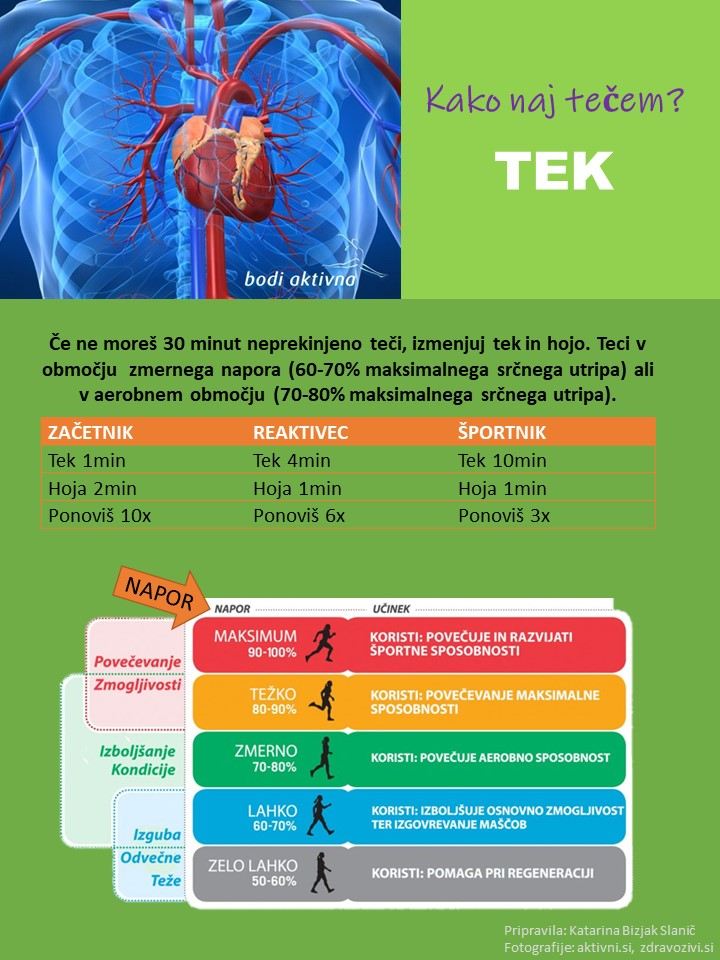 Kako naj tečem?
TEK
bodi aktivna
Če ne moreš 30 minut neprekinjeno teči, izmenjuj tek in hojo. Teci v
območju zmernega napora (60-70% maksimalnega srčnega utripa) ali
v aerobnem območju (70-80% maksimalnega srčnega utripa).
ZAČETNIK REAKTIVEC ŠPORTNIK
Tek 1min Tek 4min Tek 10min
Hoja 2min Hoja 1min Hoja 1min
Ponoviš 10x Ponoviš 6x Ponoviš 3x
NAPOR
NAPOR UČINEK
Povečevanje
Zmogljivosti
Izboljšanje
Kondicije
Izguba
Odvečne
Teže
MAKSIMUM
90-100%
KORISTI: POVEČUJE IN RAZVIJATI
ŠPORTNE SPOSOBNOSTI
TEŽKO
80-90%
KORISTI: POVEČEVANJE MAKSIMALNE
SPOSOBNOSTI
ZMERNO
70-80%
KORISTI: POVEČUJE AEROBNO SPOSOBNOST
LAHKO
60-70%
KORISTI: IZBOLJŠUJE OSNOVNO ZMOGLJIVOST
TER IZGOVREVANJE MAŠČOB
ZELO LAHKO
50-60%
KORISTI: POMAGA PRI REGENERACIJI
Pripravila: Katarina Bizjak Slanič
Fotografije: aktivni.si, zdravozivi.si